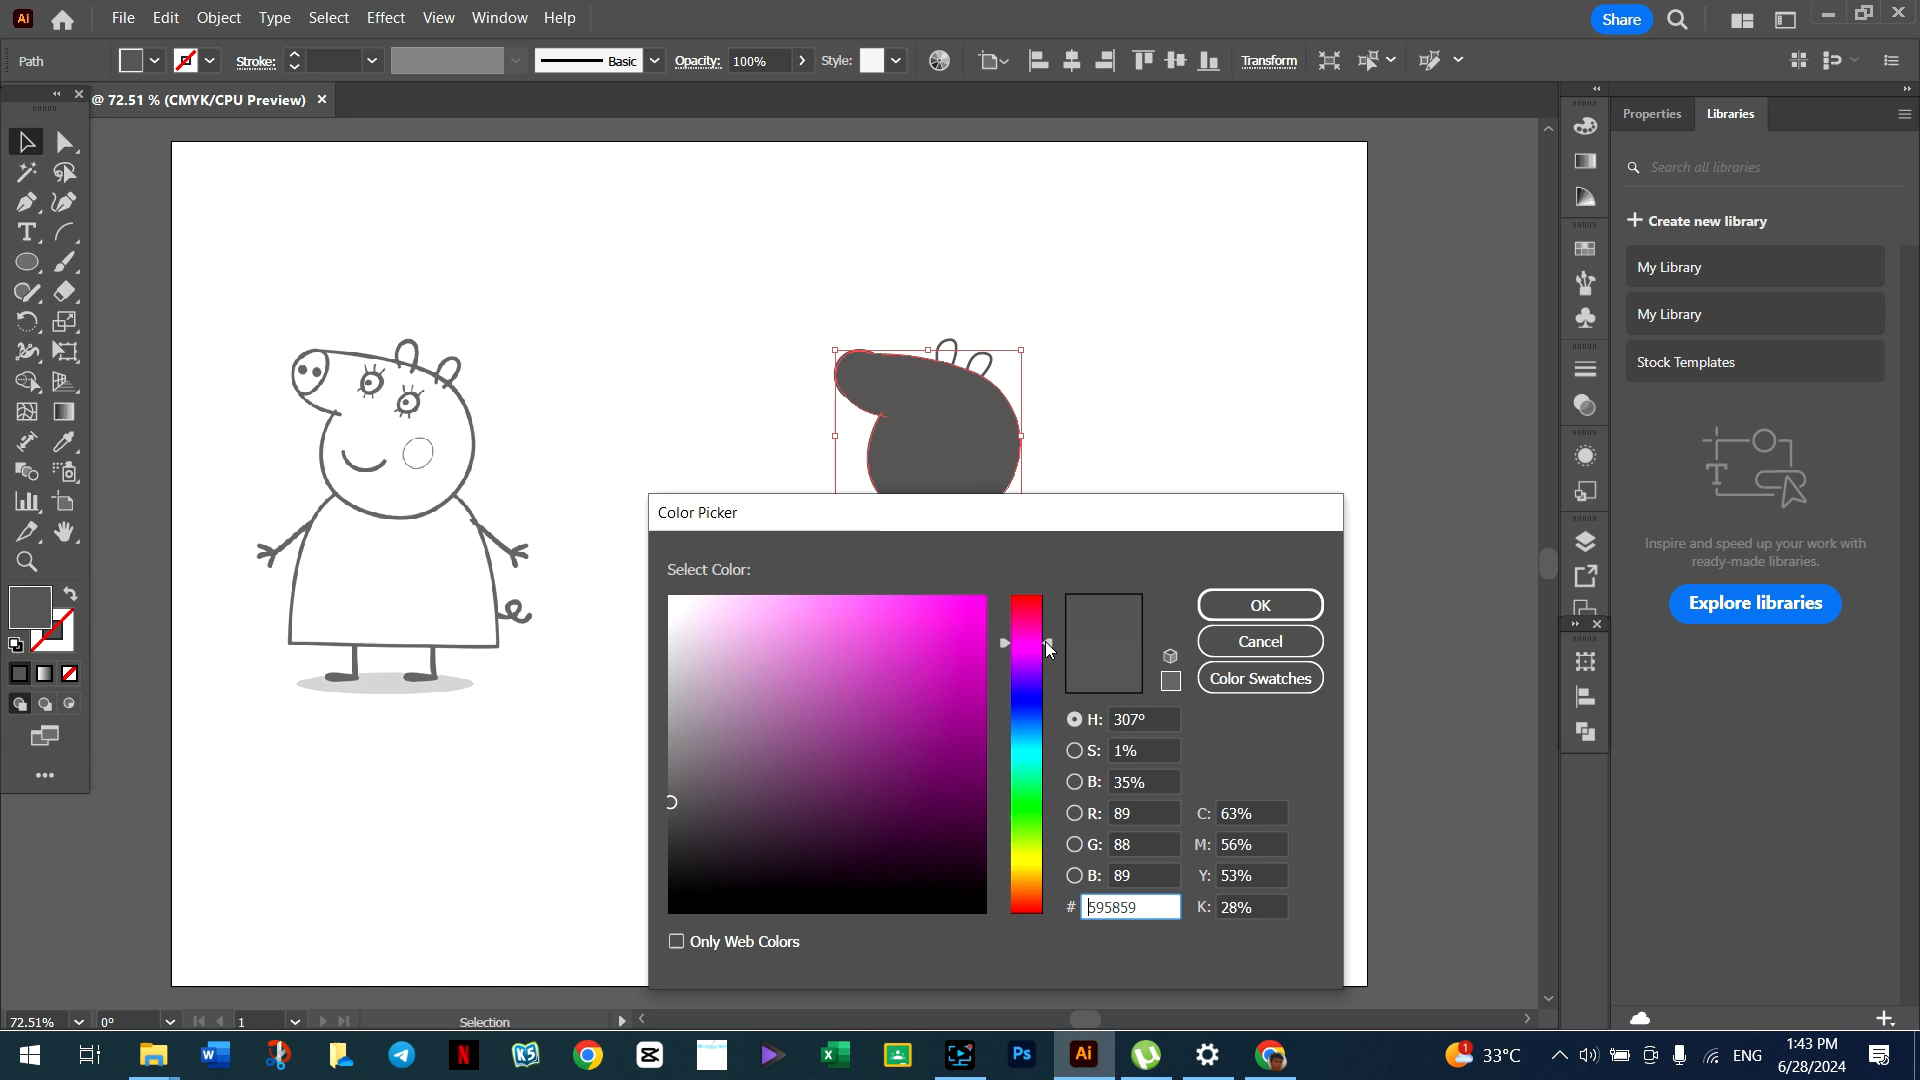 Ai File Edit Object Type Select Effect View Window Help Share
Path Stroke: Basic Opacity: 100% Style: Transform
@ 72.51 % (CMYK/CPU Preview)
Properties Libraries
Search all libraries
Create new library
My Library
My Library
Stock Templates
Inspire and speed up your work with
ready-made libraries.
Explore libraries
Color Picker
Select Color:
OK
Cancel
Color Swatches
H: 307°
S: 1%
B: 35%
R: 89 C: 63%
G: 88 M: 56%
B: 89 Y: 53%
# 595859 K: 28%
Only Web Colors
72.51% 0° 1 Selection
W N K5 Ps Ai 1 33°C ENG 1:43 PM
6/28/2024